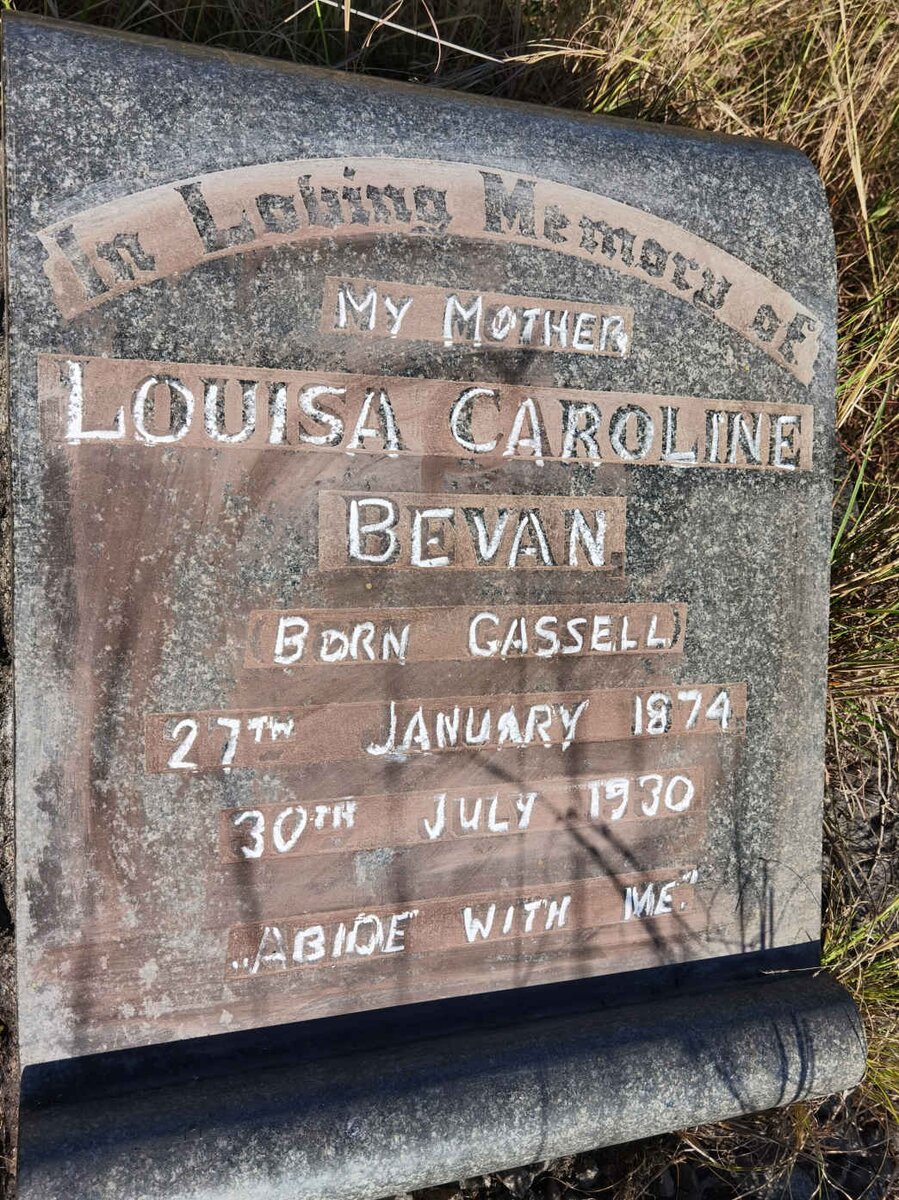 In Loving Memory of
MY MOTHER
LOUISA CAROLINE
BEVAN
(BORN GASSELL)
27TH JANUARY 1874
30TH JULY 1930
„ABIDE WITH ME."